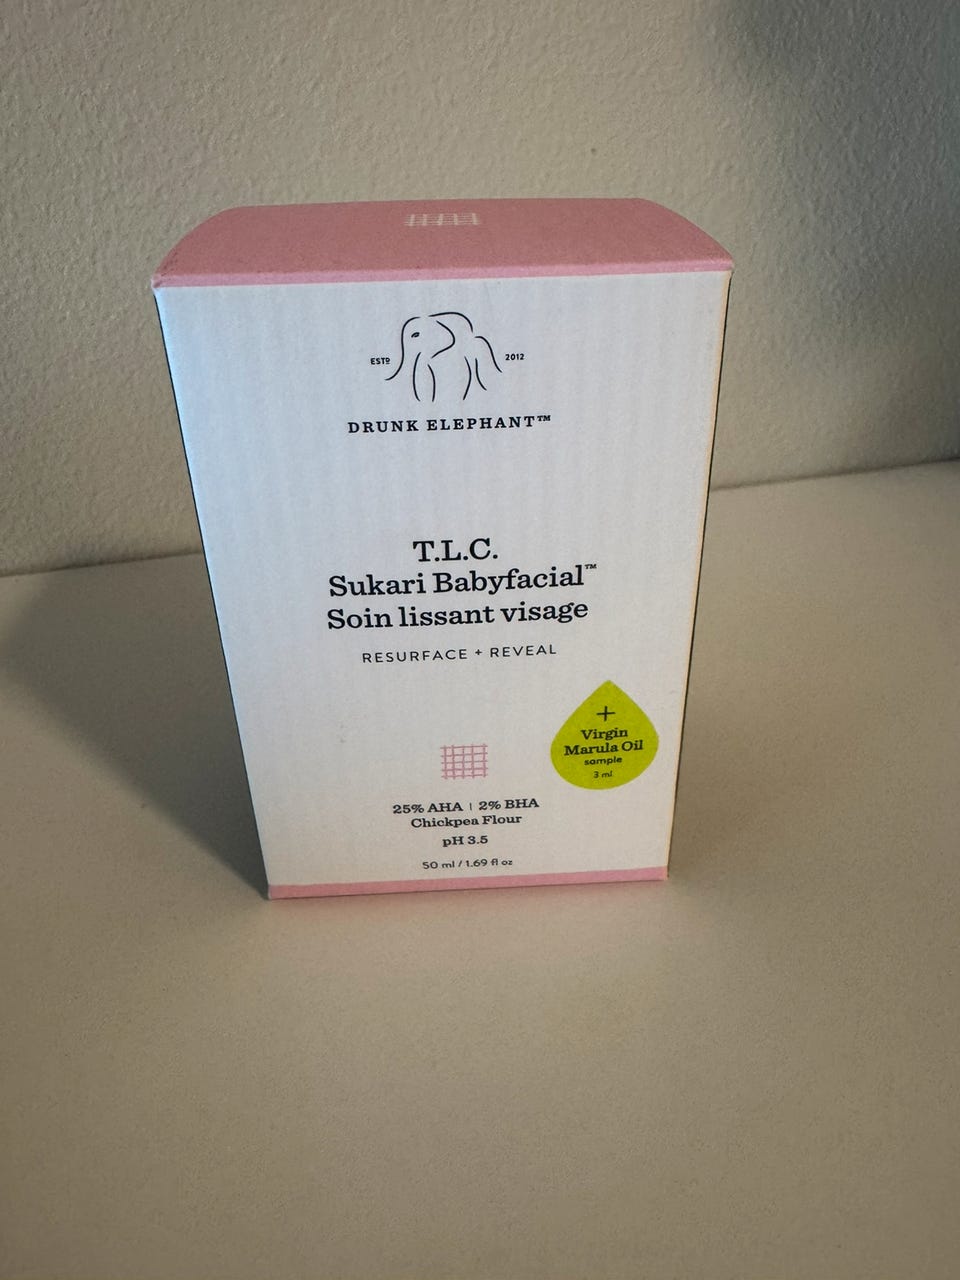 ESTD 2012
DRUNK ELEPHANT™
T.L.C.
Sukari Babyfacial™
Soin lissant visage
RESURFACE + REVEAL
+
Virgin
Marula Oil
sample
3 ml
25% AHA | 2% BHA
Chickpea Flour
pH 3.5
50 ml / 1.69 fl oz